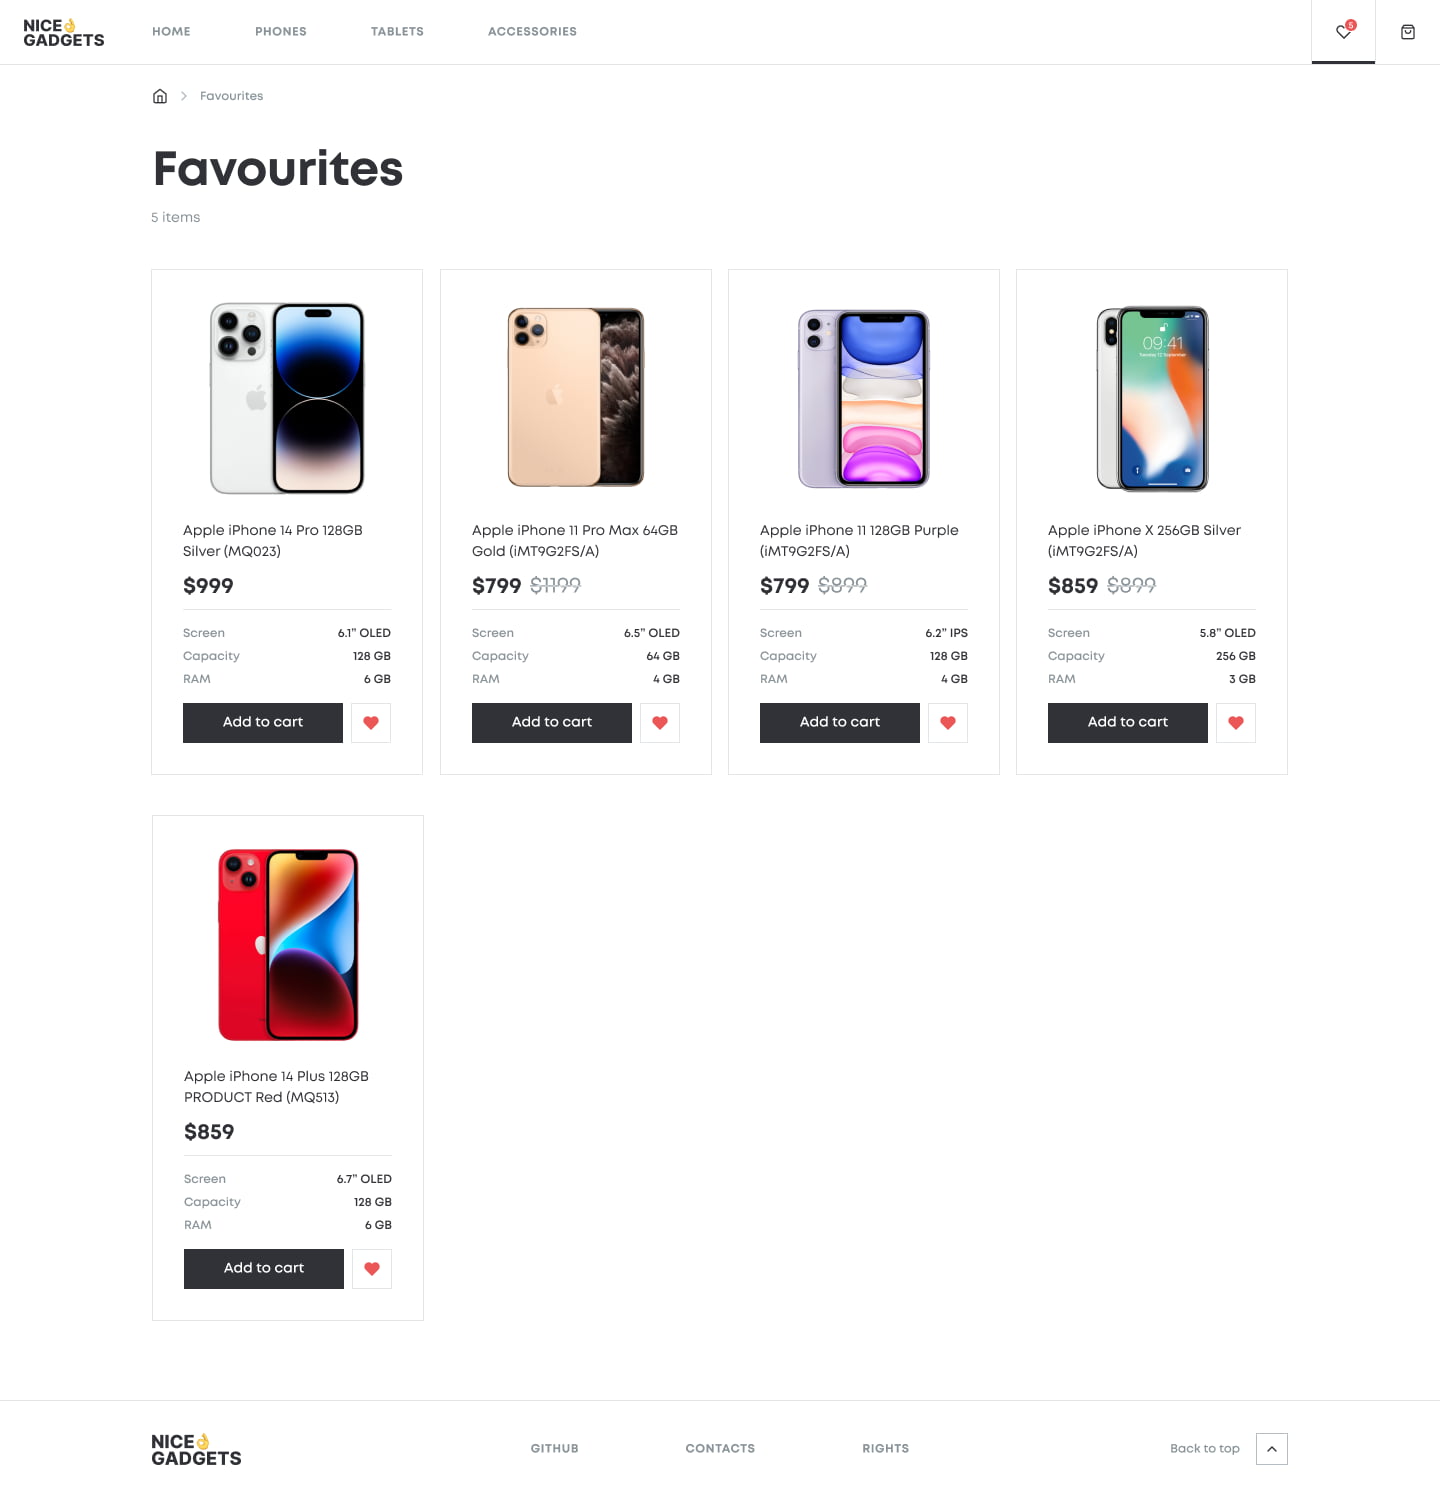 NICE👌
GADGETS
HOME
PHONES
TABLETS
ACCESSORIES
5
Favourites
Favourites
5 items
09:41
Tuesday 12 September
Apple iPhone 14 Pro 128GB
Silver (MQ023)
$999
Screen 6.1” OLED
Capacity 128 GB
RAM 6 GB
Add to cart
Apple iPhone 11 Pro Max 64GB
Gold (iMT9G2FS/A)
$799 $1199
Screen 6.5” OLED
Capacity 64 GB
RAM 4 GB
Add to cart
Apple iPhone 11 128GB Purple
(iMT9G2FS/A)
$799 $899
Screen 6.2” IPS
Capacity 128 GB
RAM 4 GB
Add to cart
Apple iPhone X 256GB Silver
(iMT9G2FS/A)
$859 $899
Screen 5.8” OLED
Capacity 256 GB
RAM 3 GB
Add to cart
Apple iPhone 14 Plus 128GB
PRODUCT Red (MQ513)
$859
Screen 6.7” OLED
Capacity 128 GB
RAM 6 GB
Add to cart
NICE👌
GADGETS
GITHUB
CONTACTS
RIGHTS
Back to top